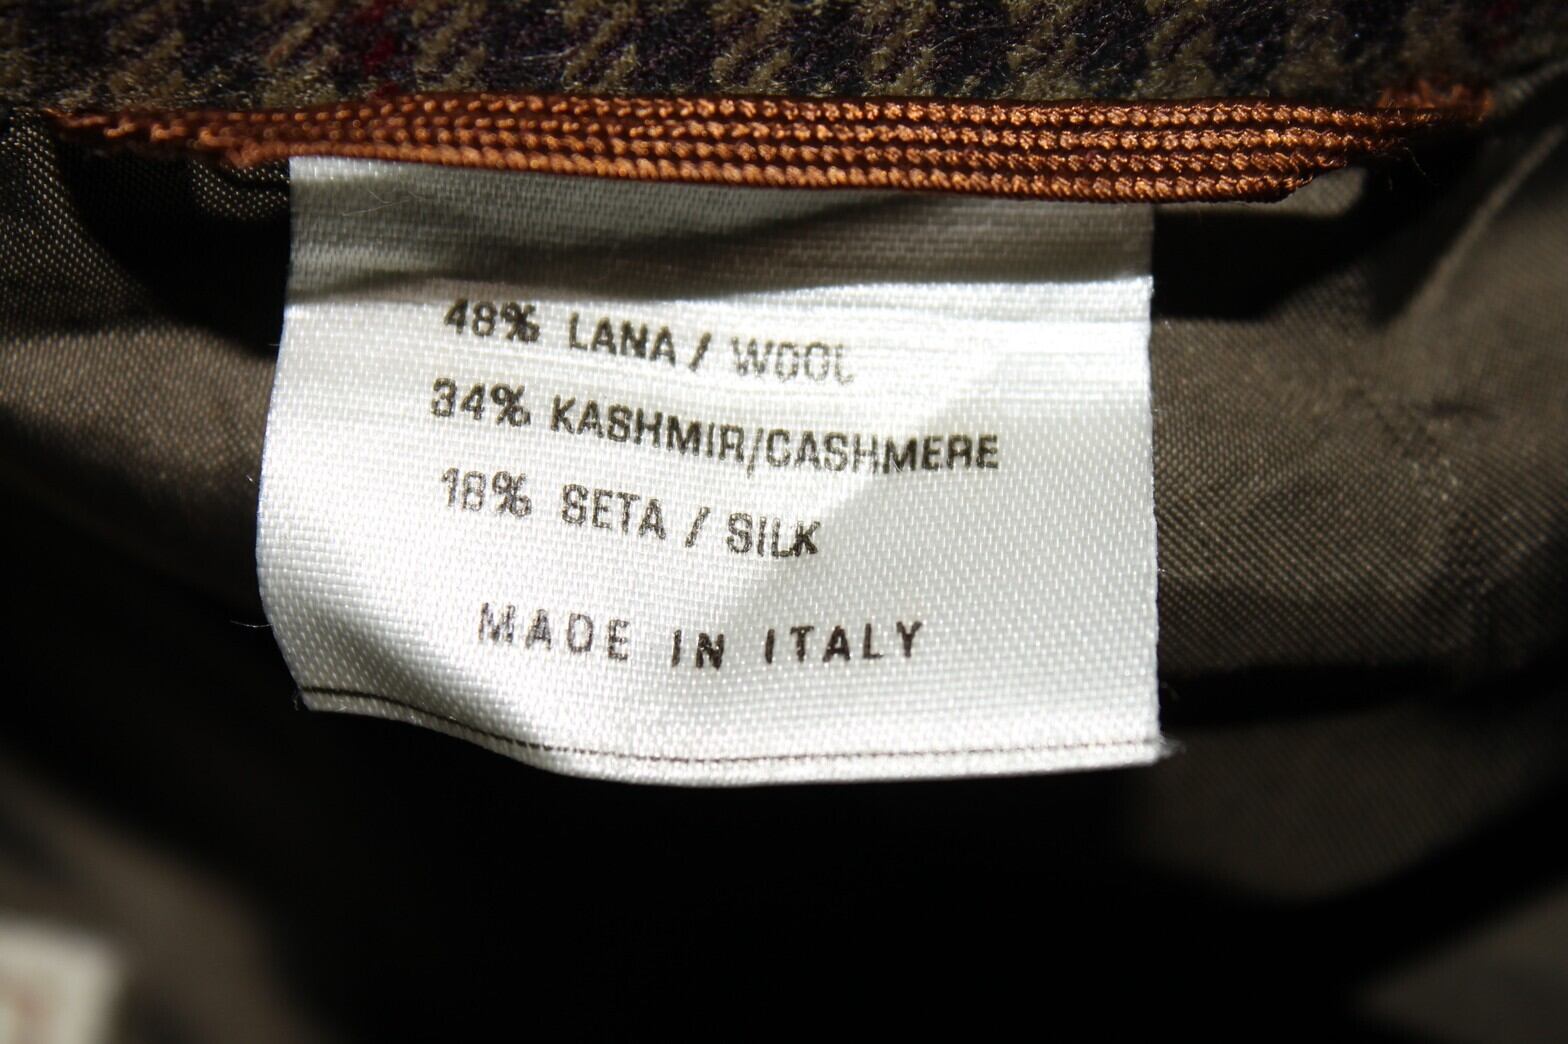 48% LANA / WOOL
34% KASHMIR/CASHMERE
18% SETA / SILK
MADE IN ITALY